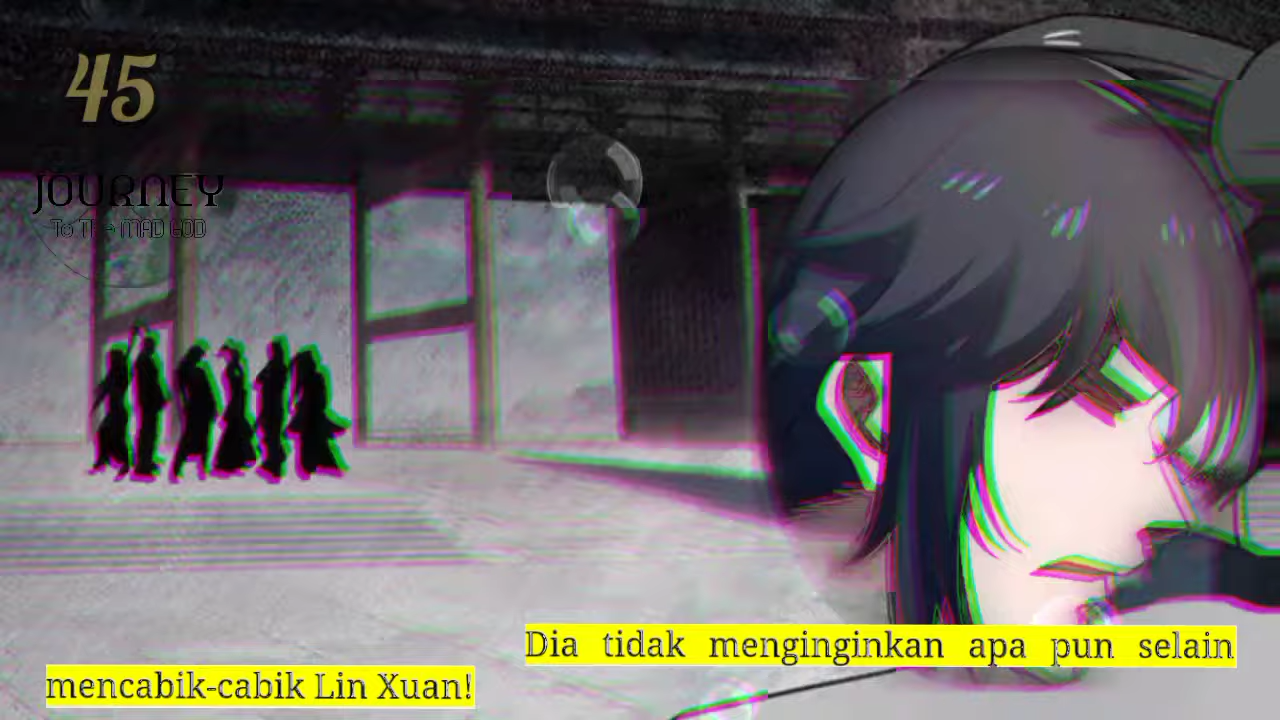 45
JOURNEY
To The MAD GOD
Dia tidak menginginkan apa pun selain
mencabik-cabik Lin Xuan!